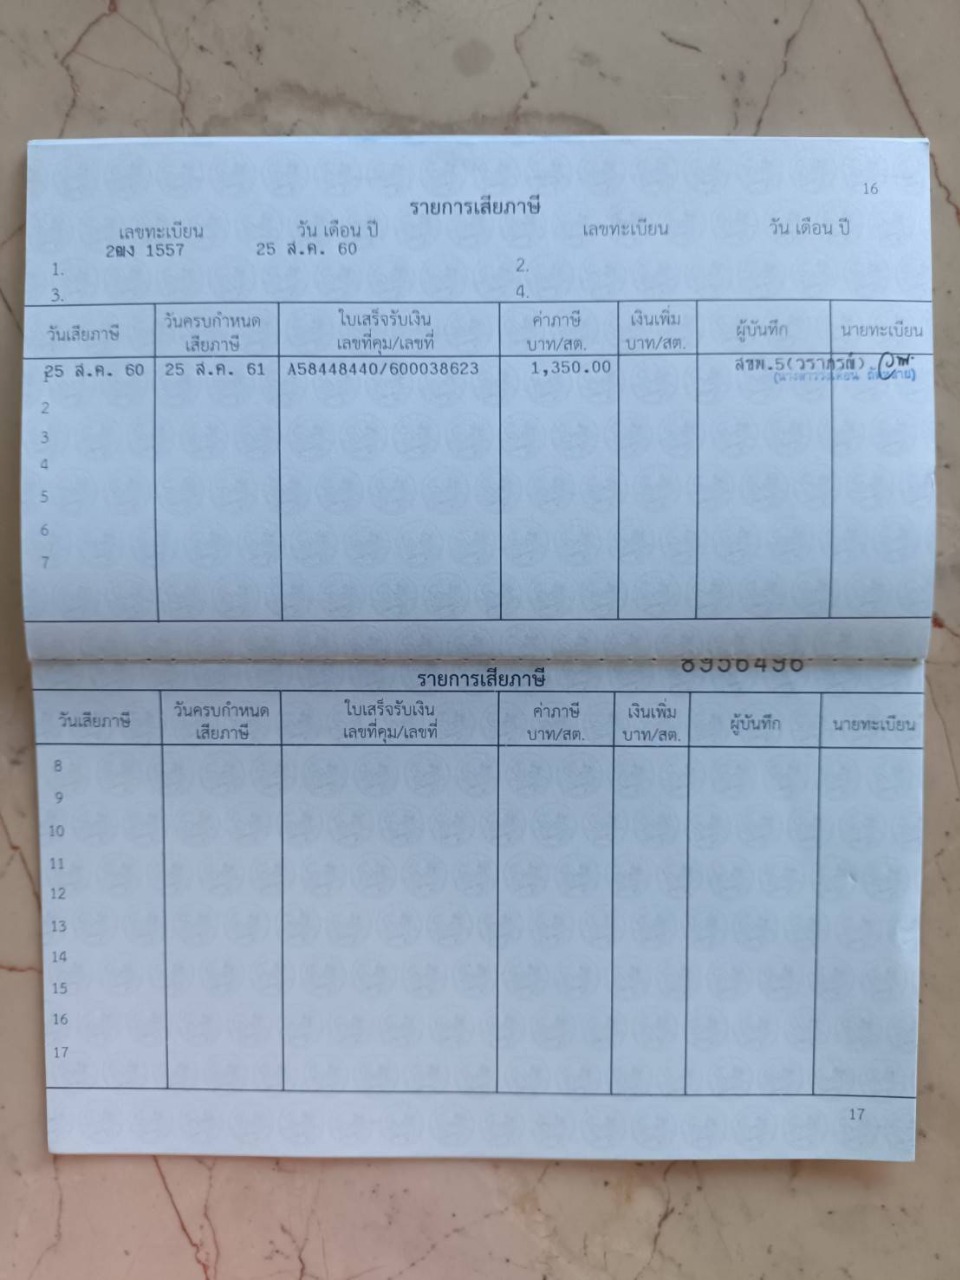 16
รายการเสียภาษี
เลขทะเบียน วัน เดือน ปี เลขทะเบียน วัน เดือน ปี
1. 2ฒง 1557 25 ส.ค. 60 2.
3. 4.
วันเสียภาษี วันครบกำหนด เสียภาษี ใบเสร็จรับเงิน เลขที่คุม/เลขที่ ค่าภาษี บาท/สต. เงินเพิ่ม บาท/สต. ผู้บันทึก นายทะเบียน
1 25 ส.ค. 60 25 ส.ค. 61 A58448440/600038623 1,350.00 สขพ.5(วราภรณ์)
2
3
4
5
6
7
8956496
รายการเสียภาษี
วันเสียภาษี วันครบกำหนด เสียภาษี ใบเสร็จรับเงิน เลขที่คุม/เลขที่ ค่าภาษี บาท/สต. เงินเพิ่ม บาท/สต. ผู้บันทึก นายทะเบียน
8
9
10
11
12
13
14
15
16
17
17